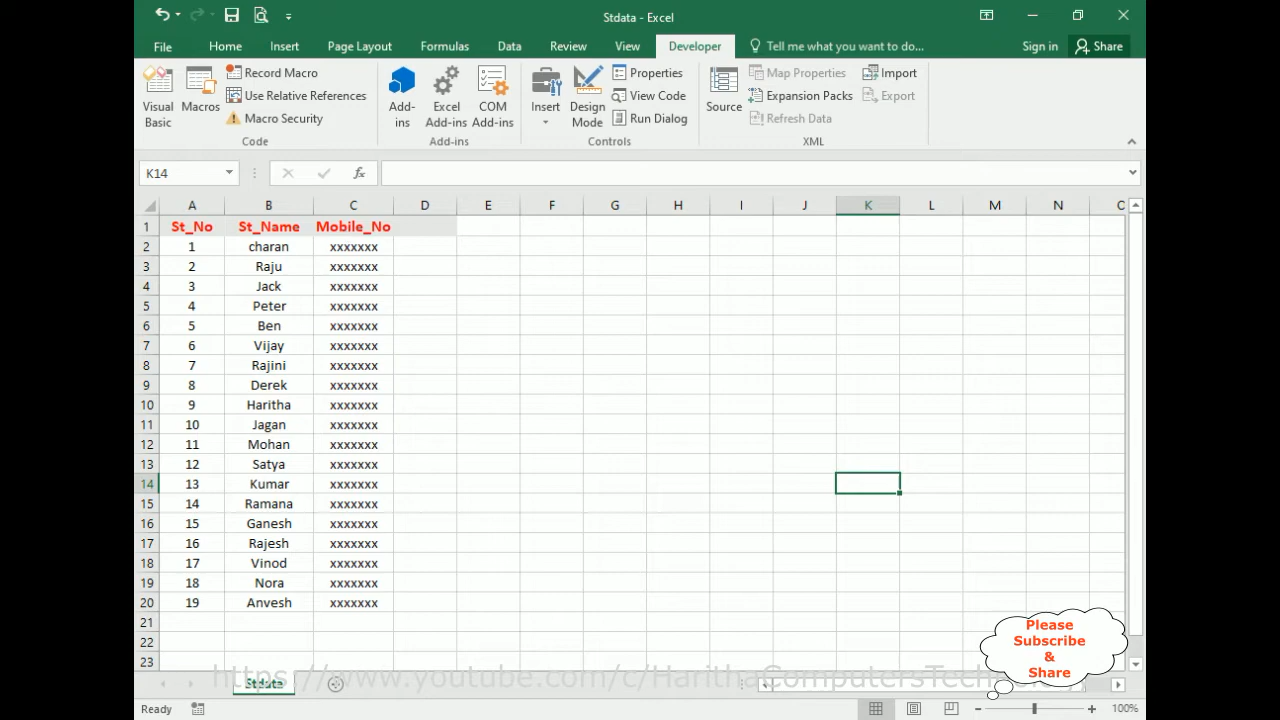 Stdata - Excel
File Home Insert Page Layout Formulas Data Review View Developer Tell me what you want to do... Sign in Share
Visual Basic
Macros
Record Macro
Use Relative References
Macro Security
Code
Add-ins
Excel Add-ins
COM Add-ins
Add-ins
Insert
Design Mode
Properties
View Code
Run Dialog
Controls
Source
Map Properties
Expansion Packs
Refresh Data
Import
Export
XML
K14
fx
A B C D E F G H I J K L M N
1 St_No St_Name Mobile_No
2 1 charan xxxxxxx
3 2 Raju xxxxxxx
4 3 Jack xxxxxxx
5 4 Peter xxxxxxx
6 5 Ben xxxxxxx
7 6 Vijay xxxxxxx
8 7 Rajini xxxxxxx
9 8 Derek xxxxxxx
10 9 Haritha xxxxxxx
11 10 Jagan xxxxxxx
12 11 Mohan xxxxxxx
13 12 Satya xxxxxxx
14 13 Kumar xxxxxxx
15 14 Ramana xxxxxxx
16 15 Ganesh xxxxxxx
17 16 Rajesh xxxxxxx
18 17 Vinod xxxxxxx
19 18 Nora xxxxxxx
20 19 Anvesh xxxxxxx
21
22
23
Please
Subscribe
&
Share
Stdata
Ready
100%